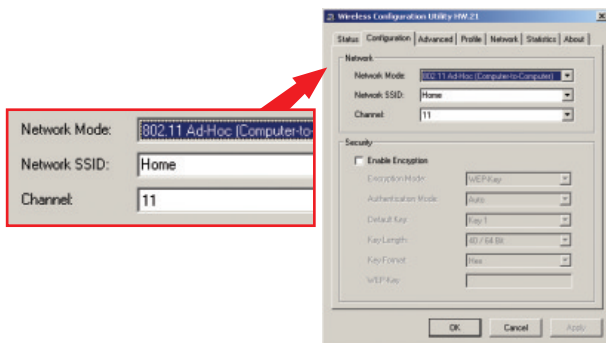 Wireless Configuration Utility HW.21
Status Configuration Advanced Profile Network Statistics About
Network
Network Mode: 802.11 Ad-Hoc (Computer-to-Computer)
Network SSID: Home
Channel: 11
Security
Enable Encryption
Encryption Mode: WEP Key
Authentication Mode: Auto
Default Key: Key 1
Key Length: 40 / 64 Bit
Key Format: Hex
WEP Key:
OK Cancel Apply
Network Mode: 802.11 Ad-Hoc (Computer-to-
Network SSID: Home
Channel: 11